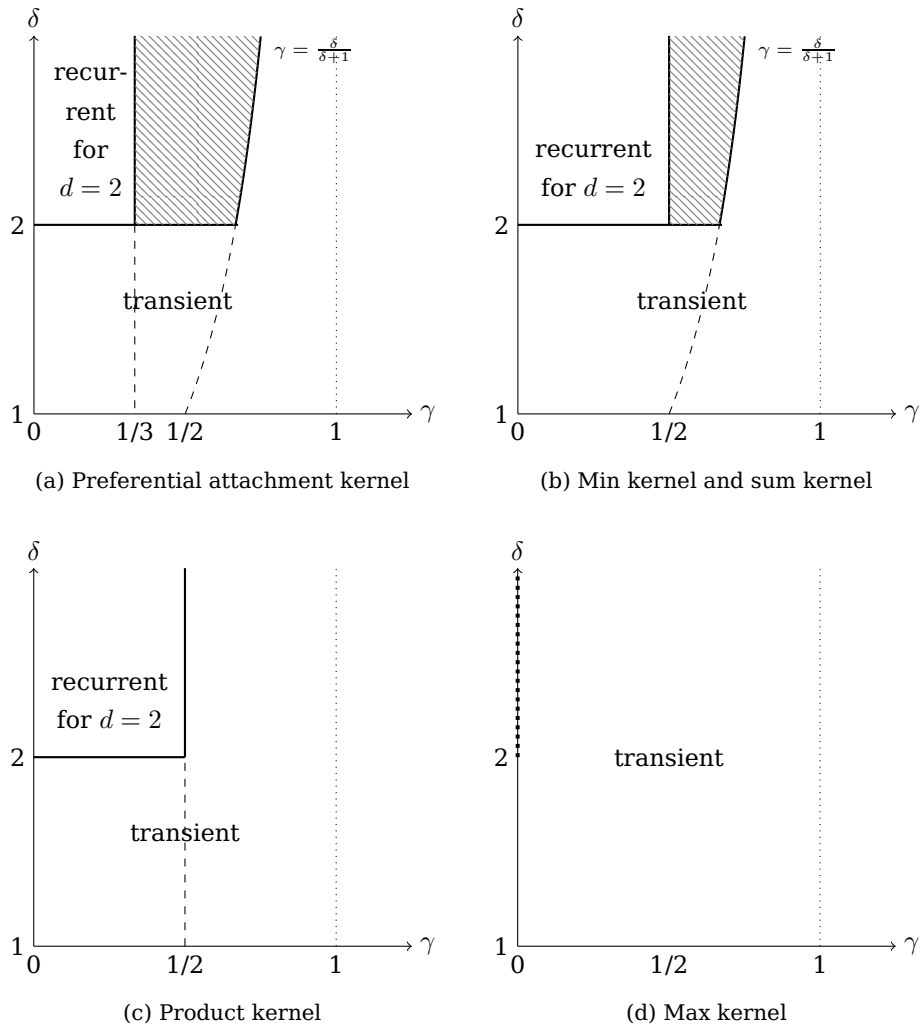 δ
recur-
rent
for
d = 2
γ = δ/(δ+1)
2
transient
1
0
1/3
1/2
1
γ
(a) Preferential attachment kernel
δ
γ = δ/(δ+1)
recurrent
for d = 2
2
transient
1
0
1/2
1
γ
(b) Min kernel and sum kernel
δ
recurrent
for d = 2
2
transient
1
0
1/2
1
γ
(c) Product kernel
δ
2
transient
1
0
1/2
1
γ
(d) Max kernel